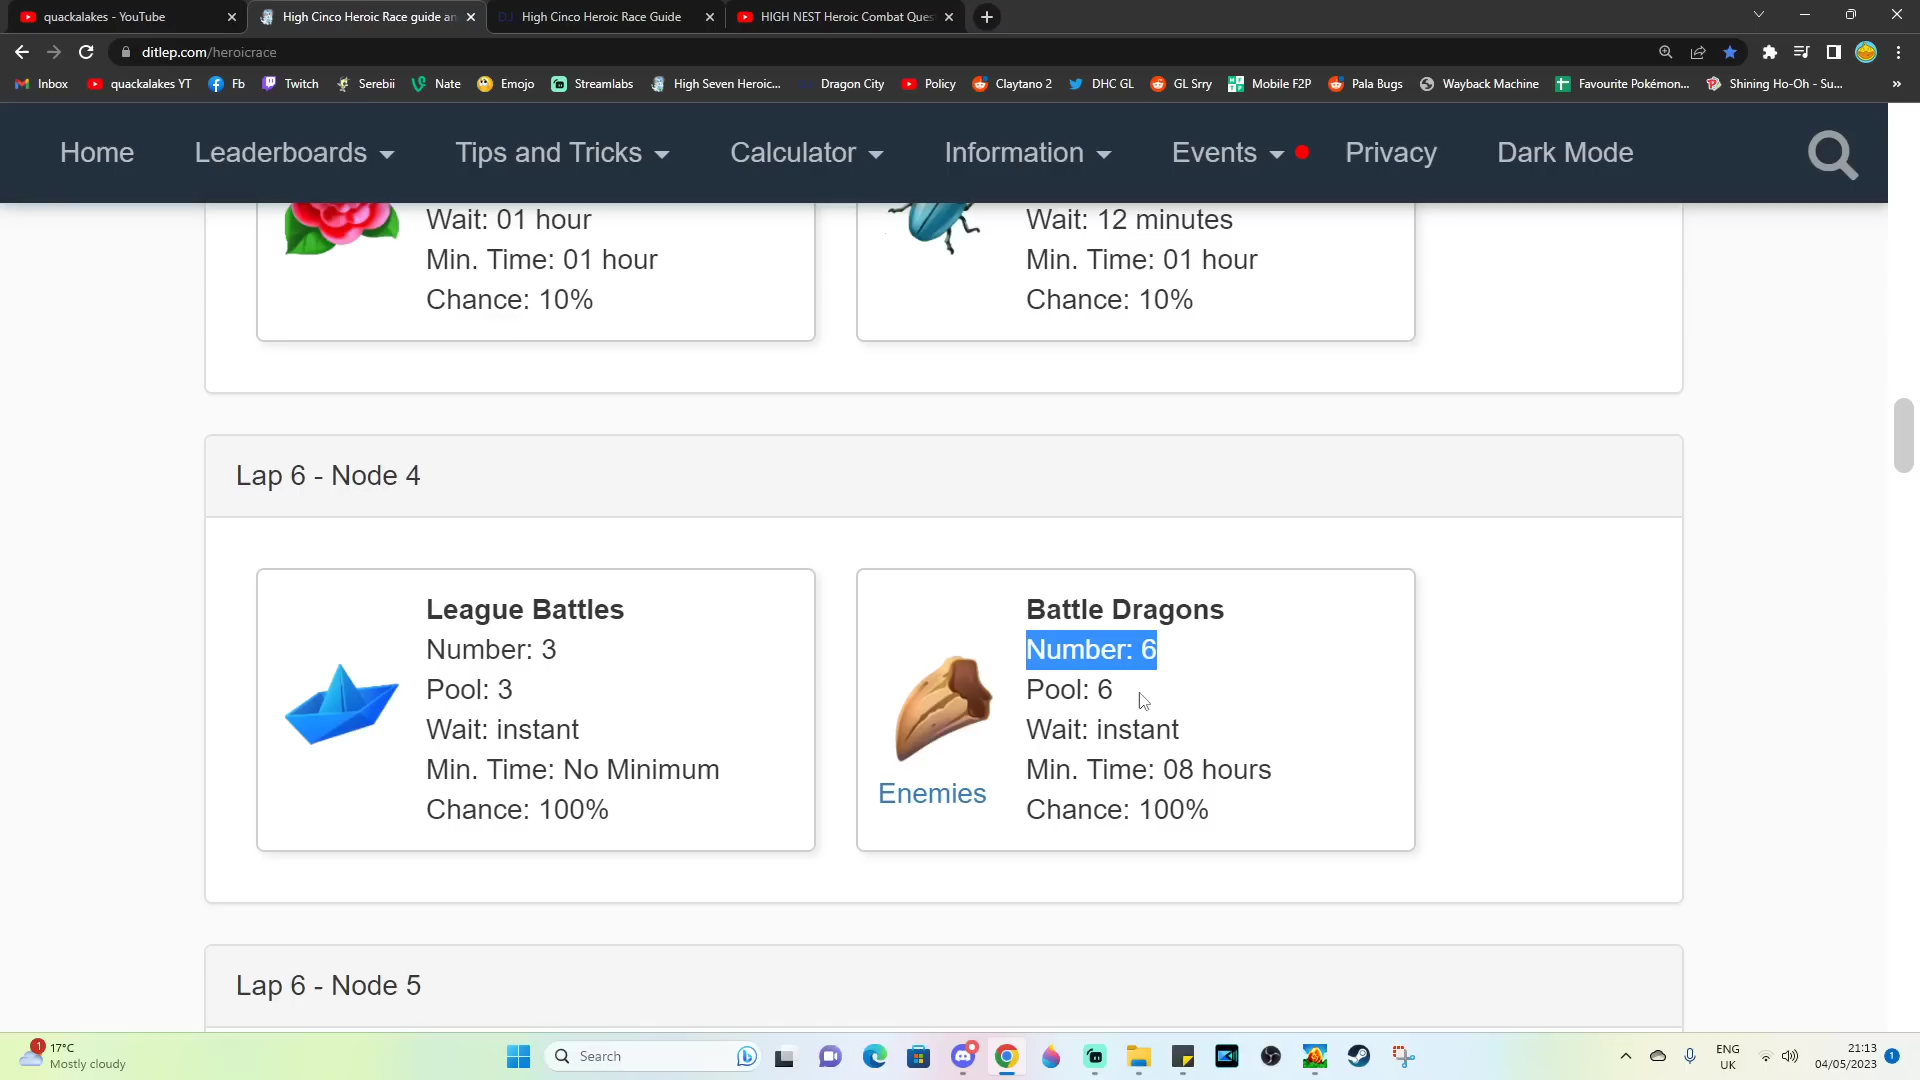 quackalakes - YouTube
High Cinco Heroic Race guide an
High Cinco Heroic Race Guide
HIGH NEST Heroic Combat Ques
ditlep.com/heroicrace
Inbox
quackalakes YT
Fb
Twitch
Serebii
Nate
Emojo
Streamlabs
High Seven Heroic...
Dragon City
Policy
Claytano 2
DHC GL
GL Srry
Mobile F2P
Pala Bugs
Wayback Machine
Favourite Pokémon...
Shining Ho-Oh - Su...
»
Home
Leaderboards
Tips and Tricks
Calculator
Information
Events
Privacy
Dark Mode
Wait: 01 hour
Min. Time: 01 hour
Chance: 10%
Wait: 12 minutes
Min. Time: 01 hour
Chance: 10%
Lap 6 - Node 4
League Battles
Number: 3
Pool: 3
Wait: instant
Min. Time: No Minimum
Chance: 100%
Enemies
Battle Dragons
Number: 6
Pool: 6
Wait: instant
Min. Time: 08 hours
Chance: 100%
Lap 6 - Node 5
1
17°C
Mostly cloudy
Search
ENG
UK
21:13
04/05/2023
1